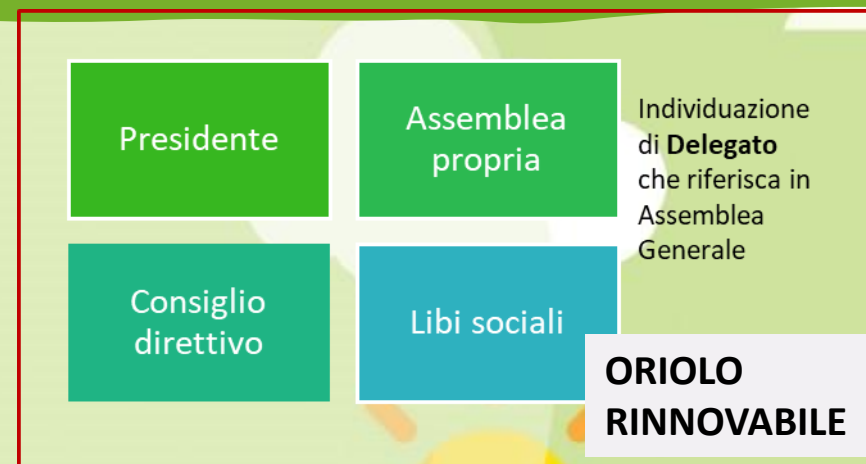 Presidente
Assemblea
propria
Individuazione
di Delegato
che riferisca in
Assemblea
Generale
Consiglio
direttivo
Libi sociali
ORIOLO
RINNOVABILE